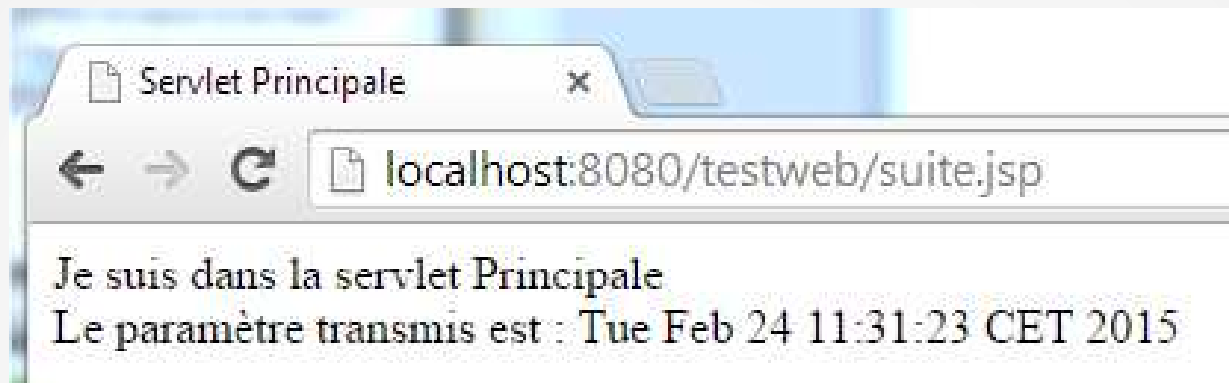 Servlet Principale
localhost:8080/testweb/suite.jsp
Je suis dans la servlet Principale
Le paramètre transmis est : Tue Feb 24 11:31:23 CET 2015